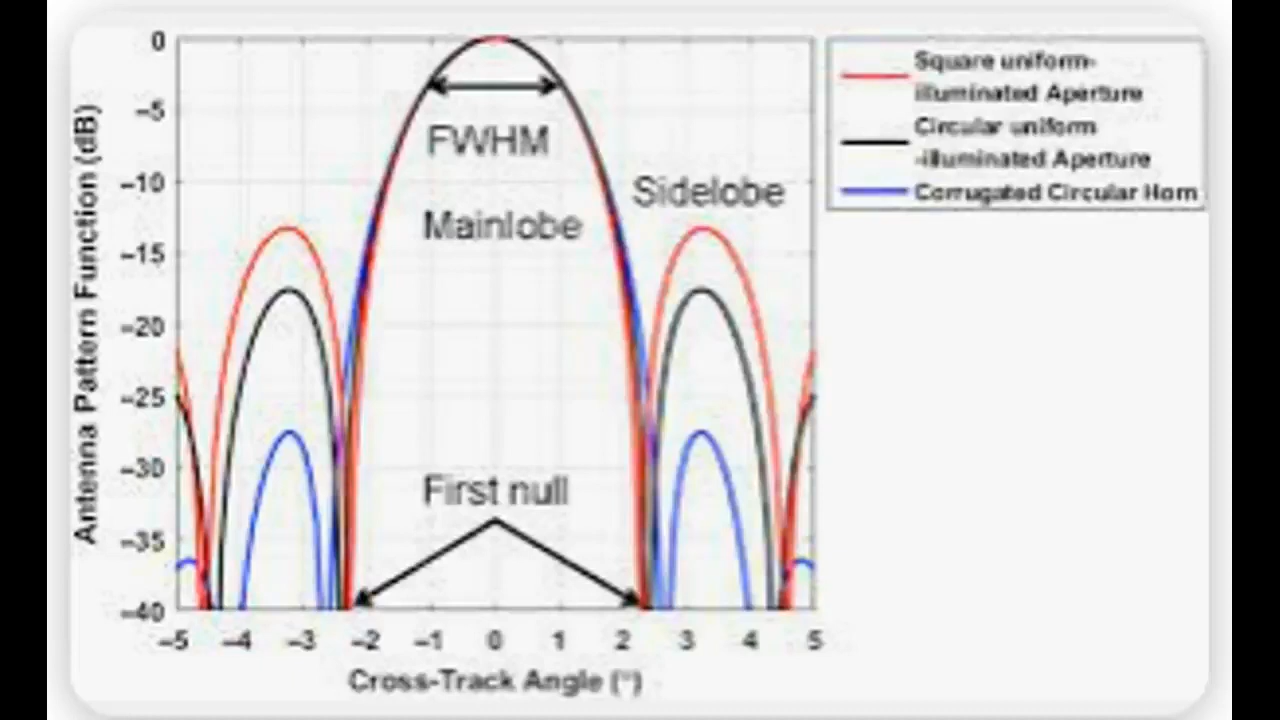 0
−5
−10
−15
−20
−25
−30
−35
−40
−5 −4 −3 −2 −1 0 1 2 3 4 5
Antenna Pattern Function (dB)
Cross-Track Angle (°)
FWHM
Mainlobe
Sidelobe
First null
Square uniform-
illuminated Aperture
Circular uniform
-illuminated Aperture
Corrugated Circular Horn